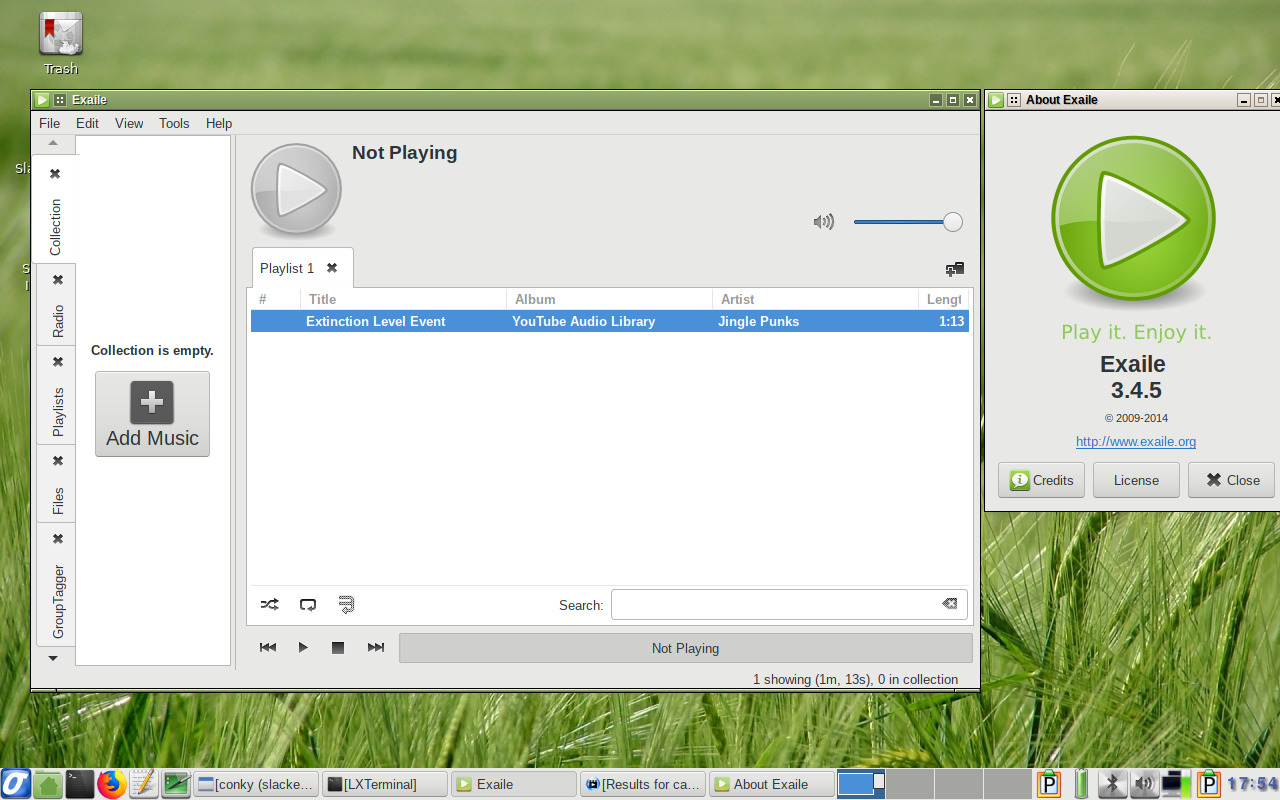 Trash
Sla
S
Exaile
File Edit View Tools Help
Collection
Radio
Playlists
Files
GroupTagger
Collection is empty.
Add Music
Not Playing
Playlist 1
# Title Album Artist Lengt
Extinction Level Event YouTube Audio Library Jingle Punks 1:13
Search:
Not Playing
1 showing (1m, 13s), 0 in collection
About Exaile
Play it. Enjoy it.
Exaile
3.4.5
© 2009-2014
http://www.exaile.org
Credits License Close
[conky (slacke... [LXTerminal] Exaile [Results for ca... About Exaile P P 17:54